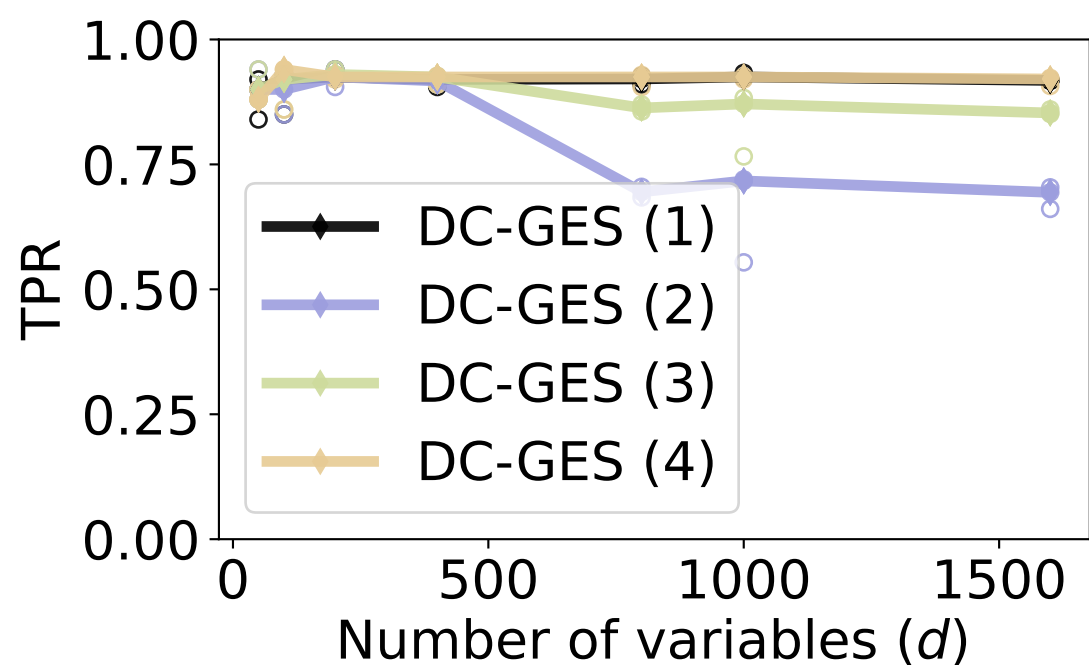 1.00
0.75
0.50
0.25
0.00
TPR
DC-GES (1)
DC-GES (2)
DC-GES (3)
DC-GES (4)
0 500 1000 1500
Number of variables (d)